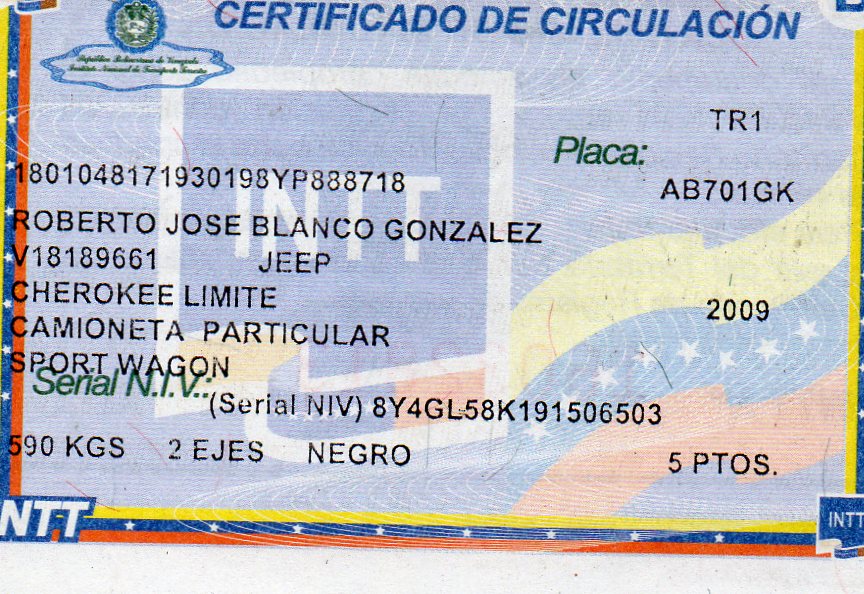 CERTIFICADO DE CIRCULACIÓN
República Bolivariana de Venezuela
Instituto Nacional de Transporte Terrestre
TR1
Placa:
1801048171930198YP888718
AB701GK
INTT
ROBERTO JOSE BLANCO GONZALEZ
V18189661 JEEP
CHEROKEE LIMITE
2009
CAMIONETA PARTICULAR
SPORT WAGON
Serial N.I.V.:
(Serial NIV) 8Y4GL58K191506503
590 KGS 2 EJES NEGRO
5 PTOS.
INTT
INTT